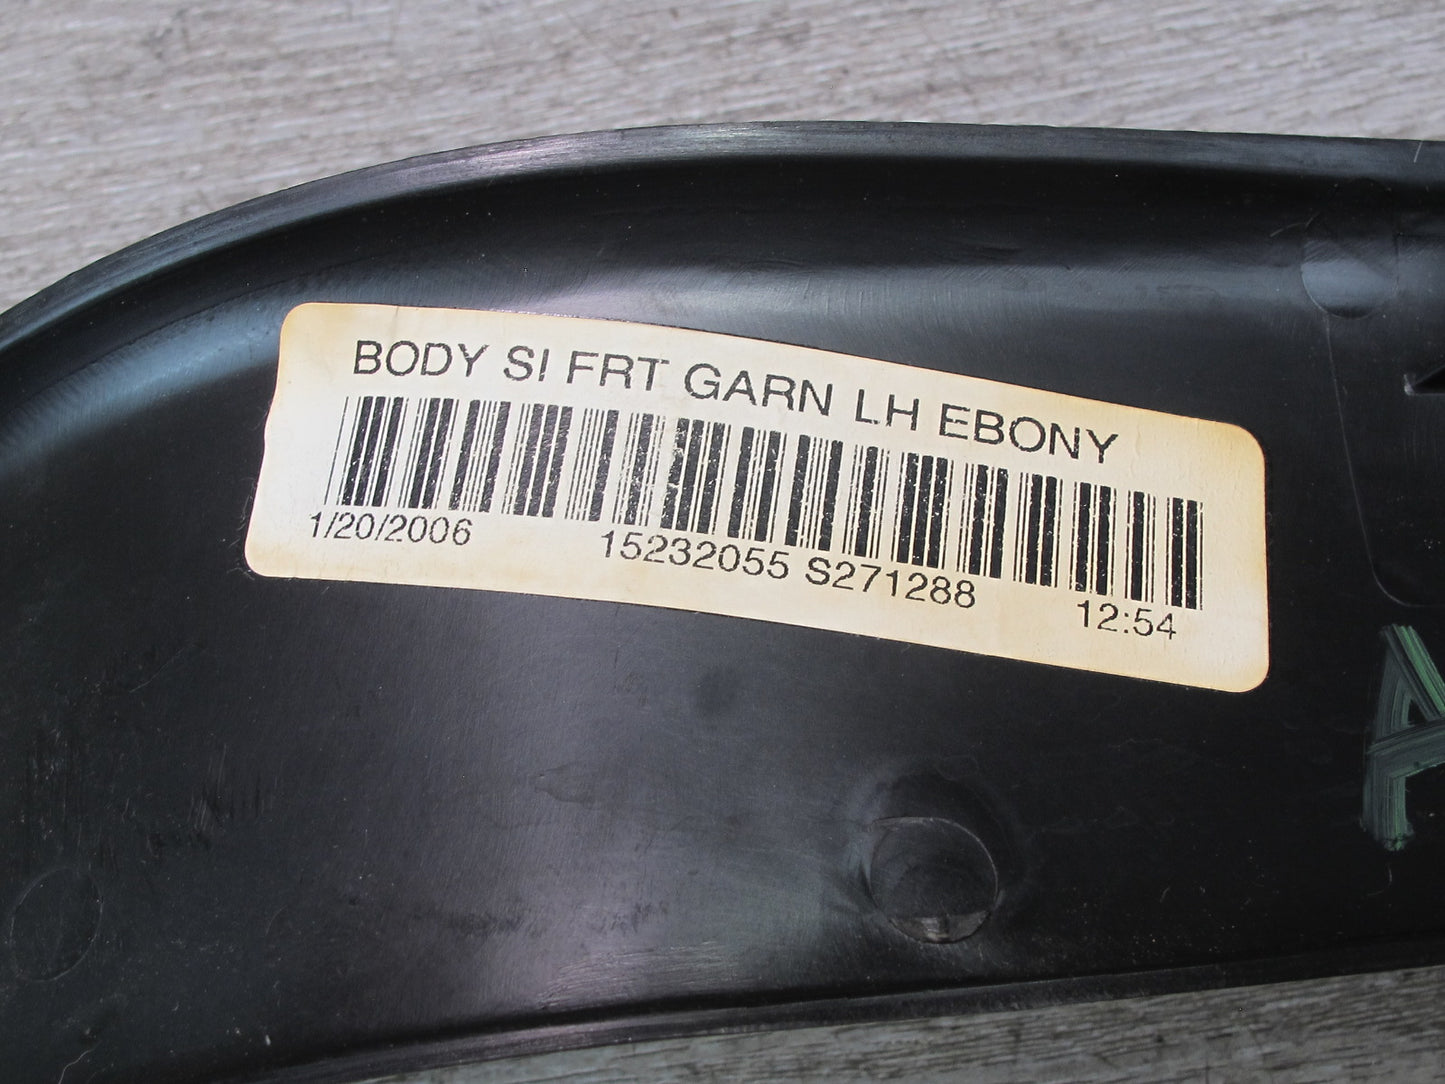 BODY SI FRT GARN LH EBONY
1/20/2006 15232055 S271288 12:54
A